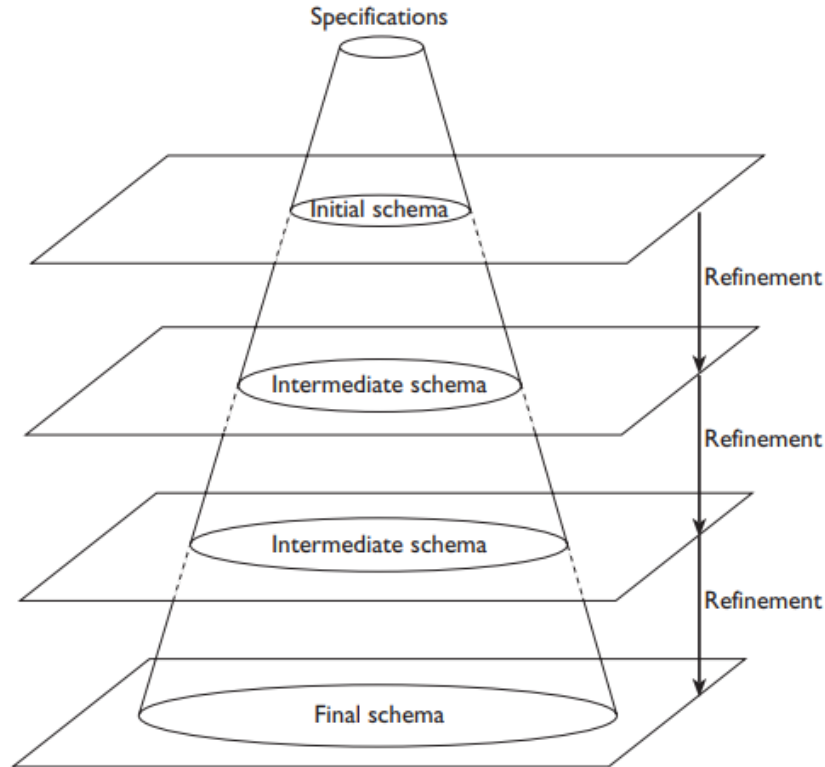 Specifications
Initial schema
Refinement
Intermediate schema
Refinement
Intermediate schema
Refinement
Final schema